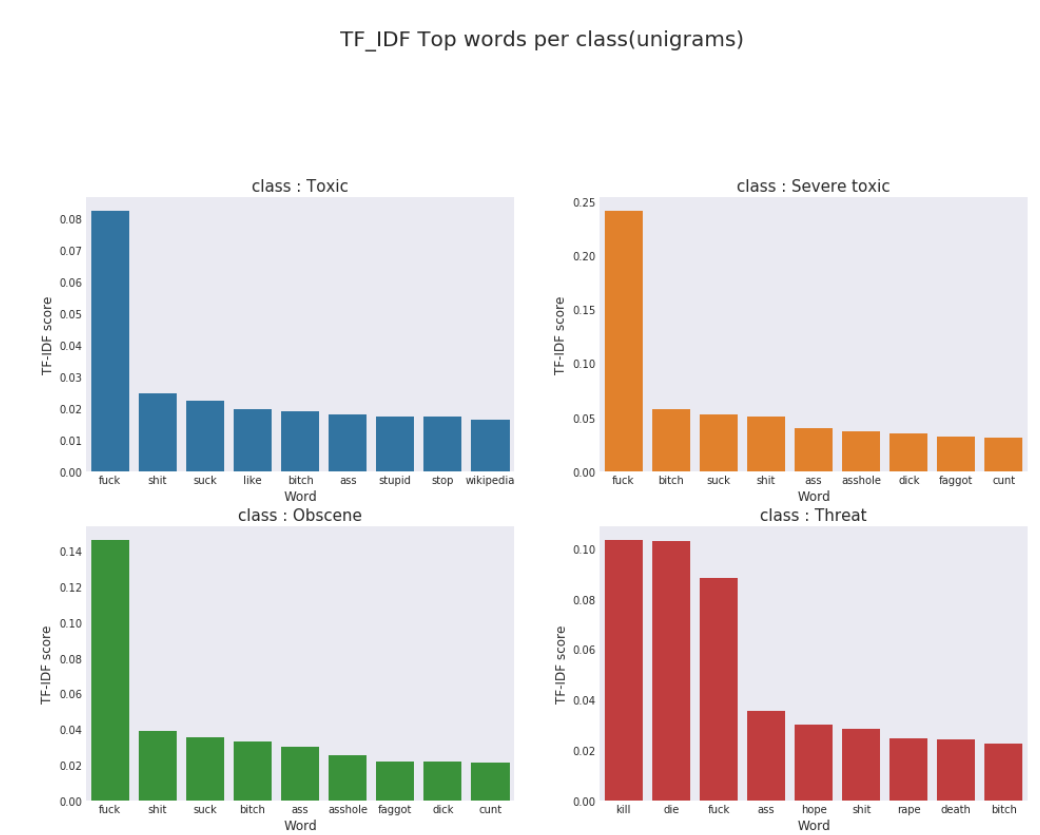 TF_IDF Top words per class(unigrams)
class : Toxic
TF-IDF score
0.08
0.07
0.06
0.05
0.04
0.03
0.02
0.01
0.00
fuck shit suck like bitch ass stupid stop wikipedia
Word
class : Severe toxic
TF-IDF score
0.25
0.20
0.15
0.10
0.05
0.00
fuck bitch suck shit ass asshole dick faggot cunt
Word
class : Obscene
TF-IDF score
0.14
0.12
0.10
0.08
0.06
0.04
0.02
0.00
fuck shit suck bitch ass asshole faggot dick cunt
Word
class : Threat
TF-IDF score
0.10
0.08
0.06
0.04
0.02
0.00
kill die fuck ass hope shit rape death bitch
Word